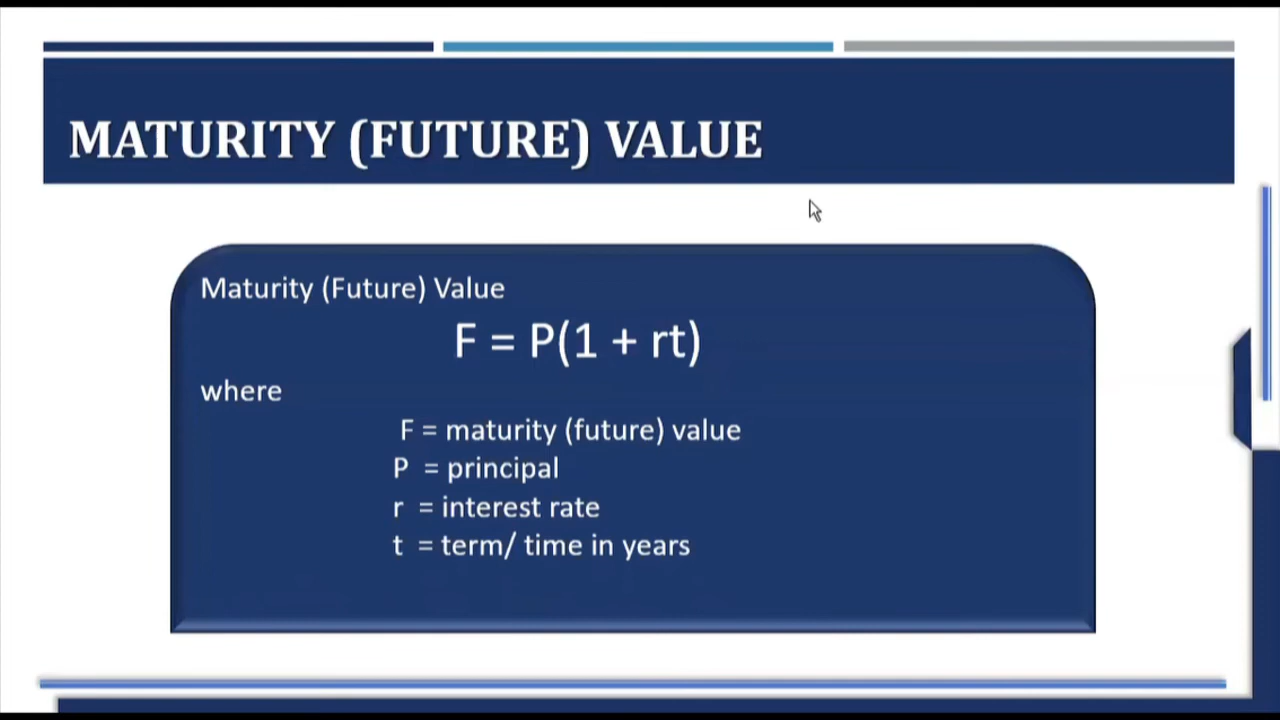 MATURITY (FUTURE) VALUE
Maturity (Future) Value
F = P(1 + rt)
where
F = maturity (future) value
P = principal
r = interest rate
t = term/ time in years